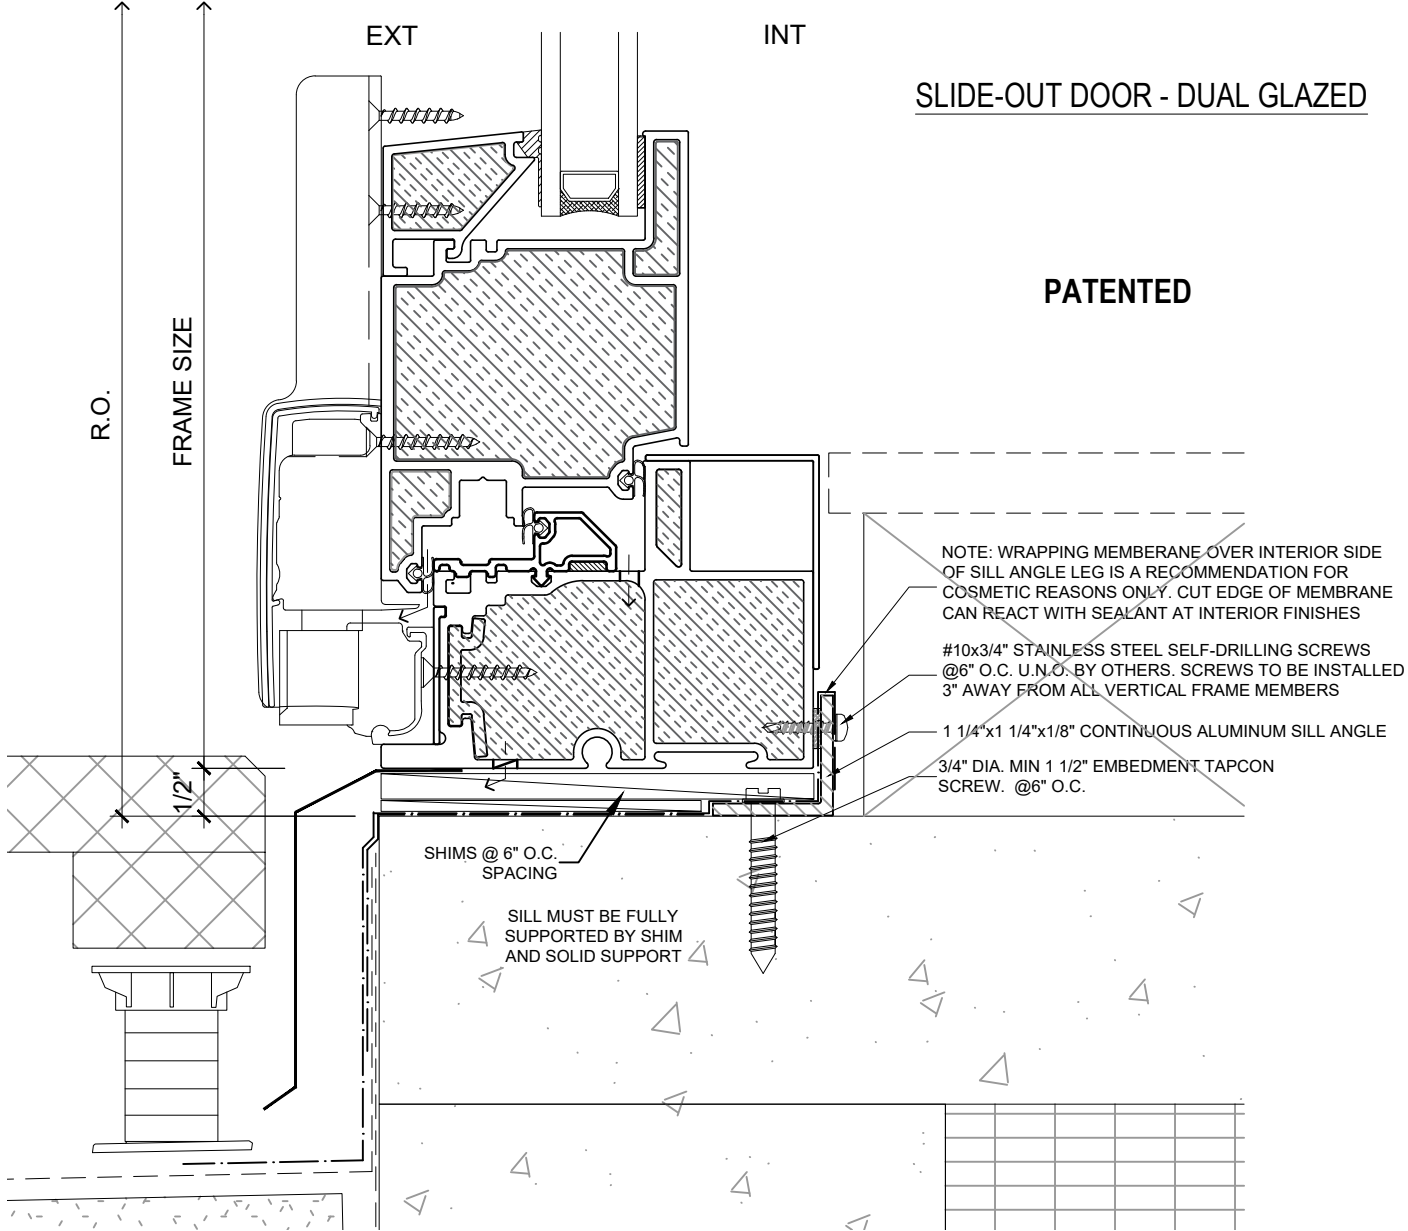 EXT
INT
SLIDE-OUT DOOR - DUAL GLAZED
PATENTED
R.O.
FRAME SIZE
1/2"
NOTE: WRAPPING MEMBERANE OVER INTERIOR SIDE
OF SILL ANGLE LEG IS A RECOMMENDATION FOR
COSMETIC REASONS ONLY. CUT EDGE OF MEMBRANE
CAN REACT WITH SEALANT AT INTERIOR FINISHES
#10x3/4" STAINLESS STEEL SELF-DRILLING SCREWS
@6" O.C. U.N.O. BY OTHERS. SCREWS TO BE INSTALLED
3" AWAY FROM ALL VERTICAL FRAME MEMBERS
1 1/4"x1 1/4"x1/8" CONTINUOUS ALUMINUM SILL ANGLE
3/4" DIA. MIN 1 1/2" EMBEDMENT TAPCON
SCREW. @6" O.C.
SHIMS @ 6" O.C.
SPACING
SILL MUST BE FULLY
SUPPORTED BY SHIM
AND SOLID SUPPORT